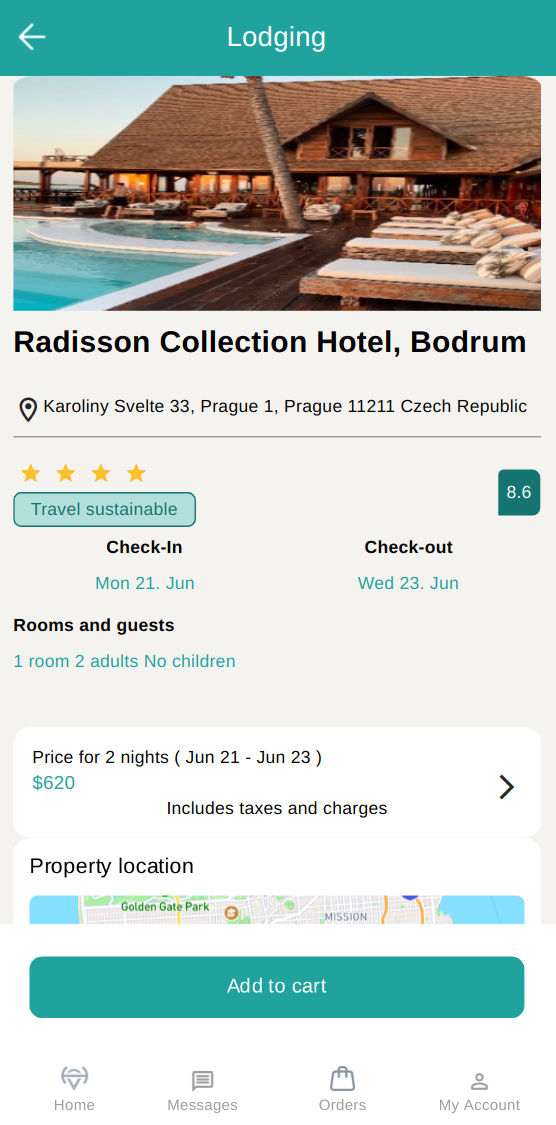 Lodging
Radisson Collection Hotel, Bodrum
Karoliny Svelte 33, Prague 1, Prague 11211 Czech Republic
Travel sustainable
8.6
Check-In
Check-out
Mon 21. Jun
Wed 23. Jun
Rooms and guests
1 room 2 adults No children
Price for 2 nights ( Jun 21 - Jun 23 )
$620
Includes taxes and charges
Property location
Golden Gate Park
MISSION
Add to cart
Home
Messages
Orders
My Account